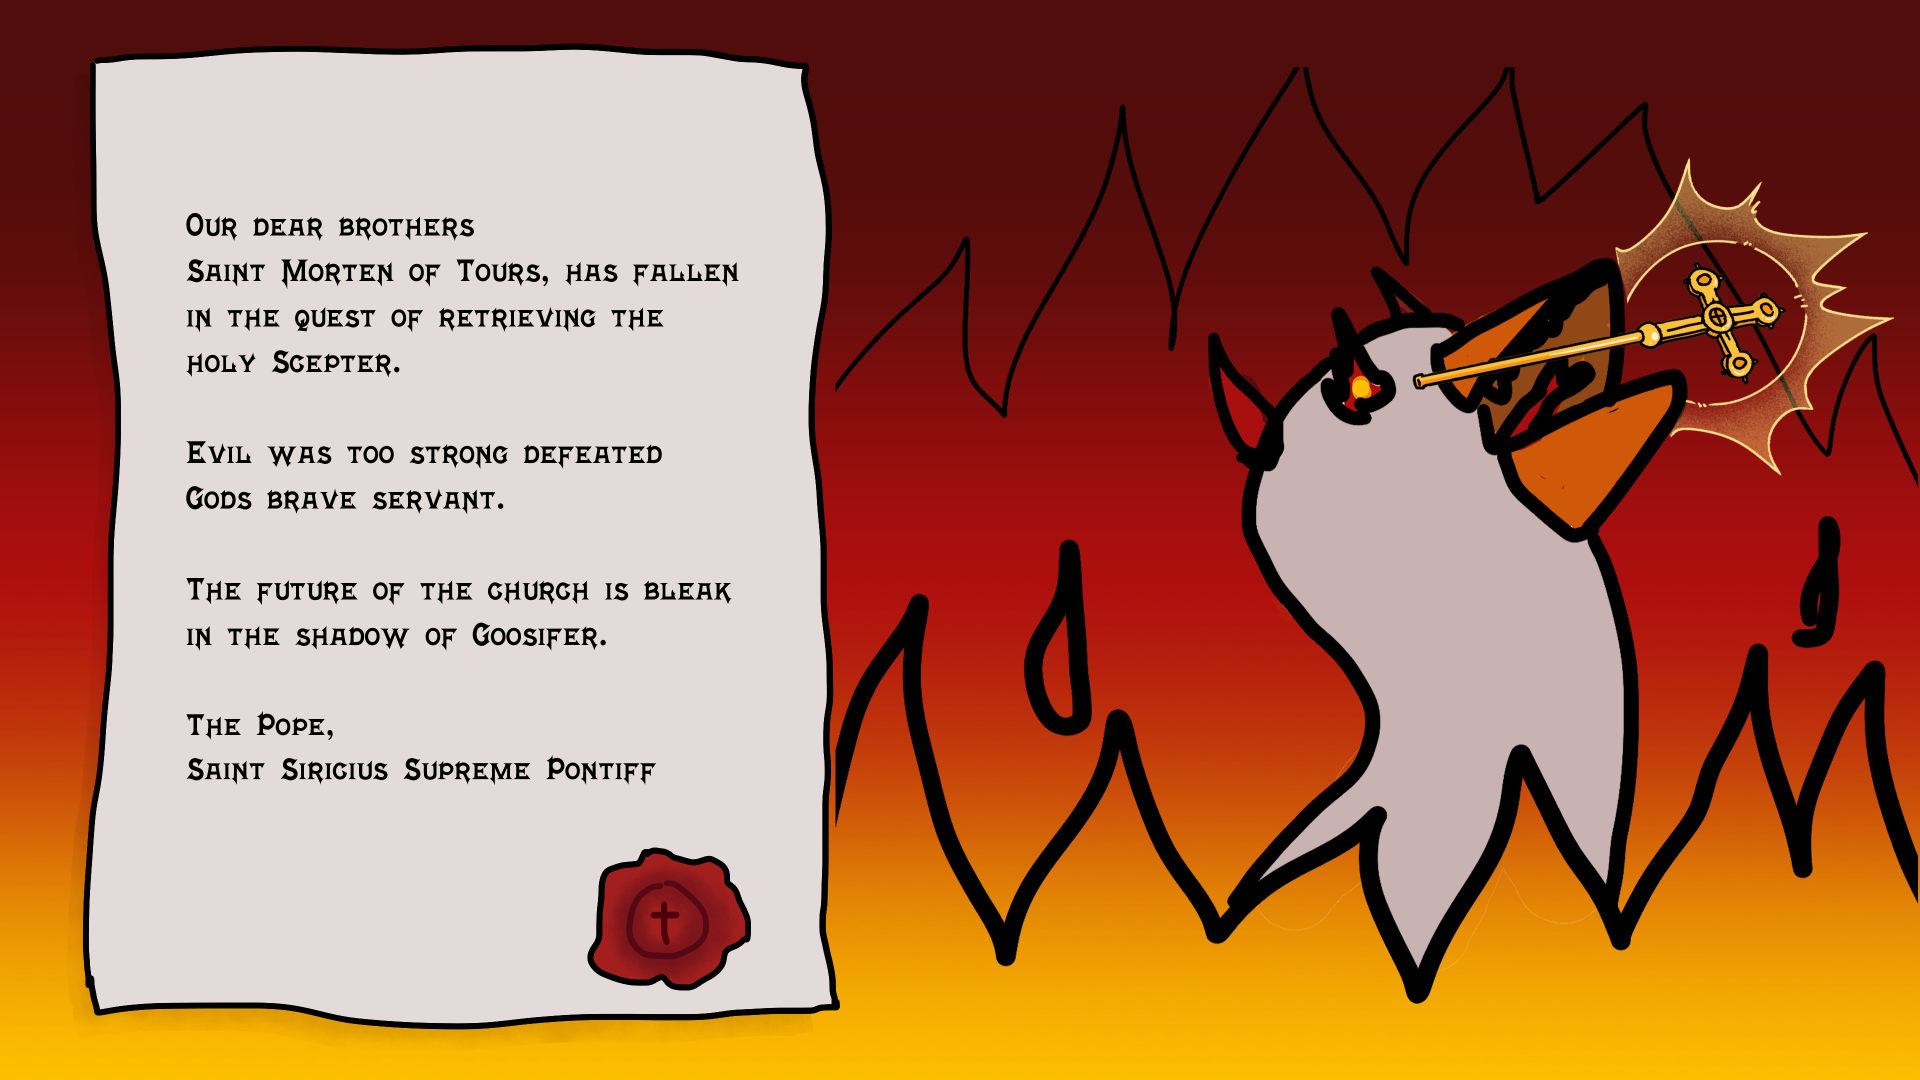 Our dear brothers
Saint Morten of Tours, has fallen
in the quest of retrieving the
holy Scepter.
Evil was too strong defeated
Gods brave servant.
The future of the church is bleak
in the shadow of Goosifer.
The Pope,
Saint Siricius Supreme Pontiff